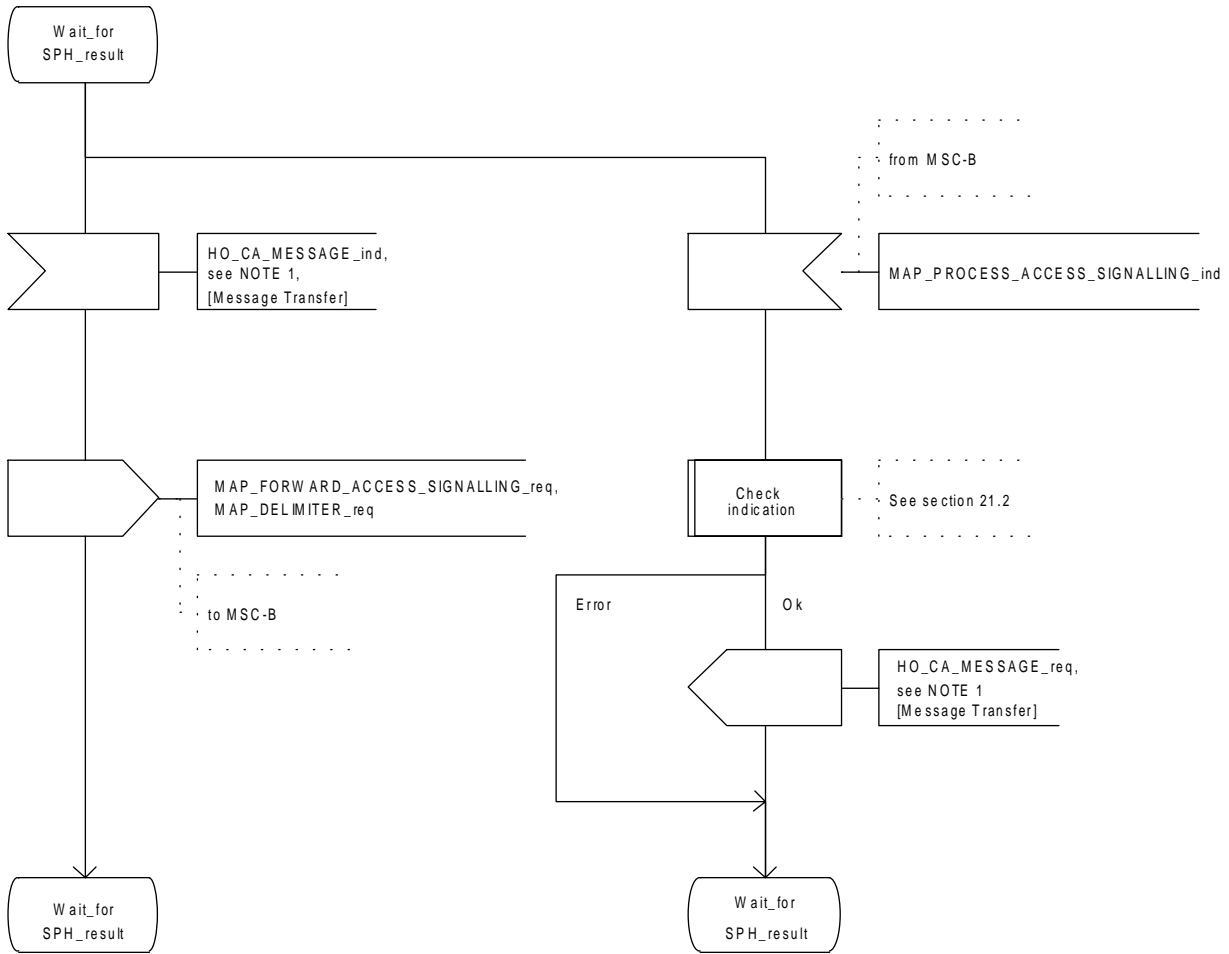 Wait_for
SPH_result
from MSC-B
HO_CA_MESSAGE_ind,
see NOTE 1,
[Message Transfer]
MAP_PROCESS_ACCESS_SIGNALLING_ind
MAP_FORWARD_ACCESS_SIGNALLING_req,
MAP_DELIMITER_req
Check
indication
See section 21.2
to MSC-B
Error
Ok
HO_CA_MESSAGE_req,
see NOTE 1
[Message Transfer]
Wait_for
SPH_result
Wait_for
SPH_result